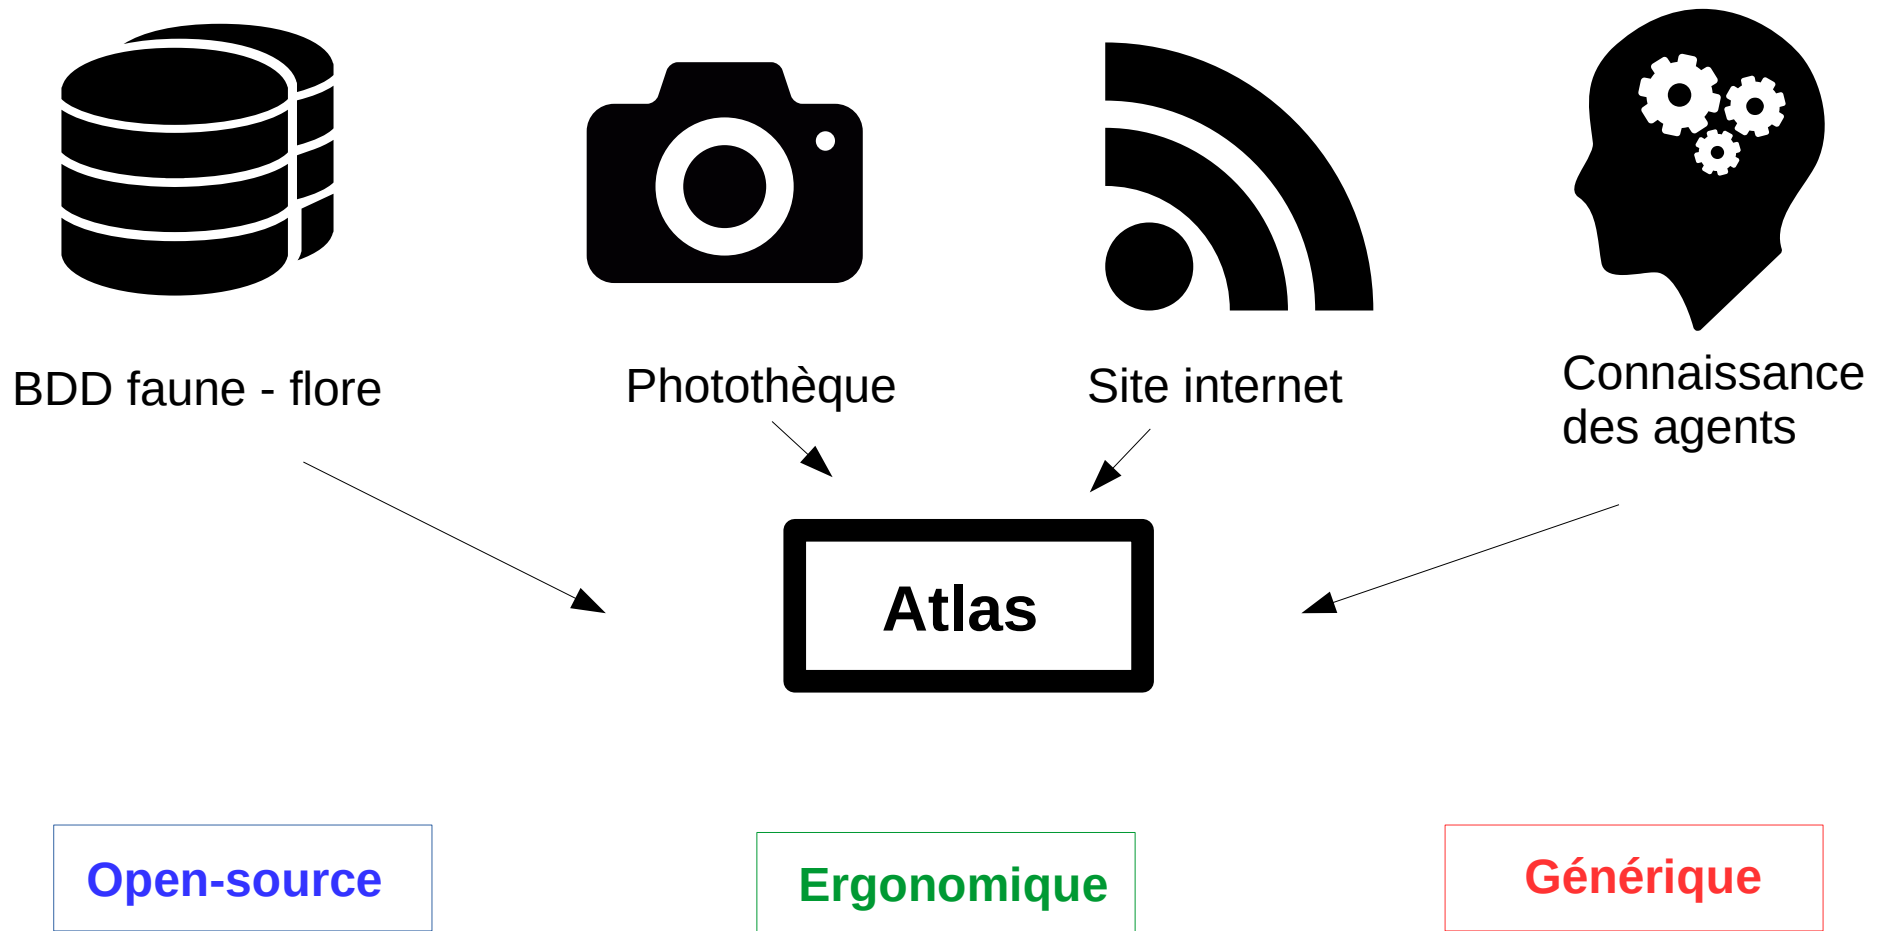 BDD faune - flore
Photothèque
Site internet
Connaissance
des agents
Atlas
Open-source
Ergonomique
Générique